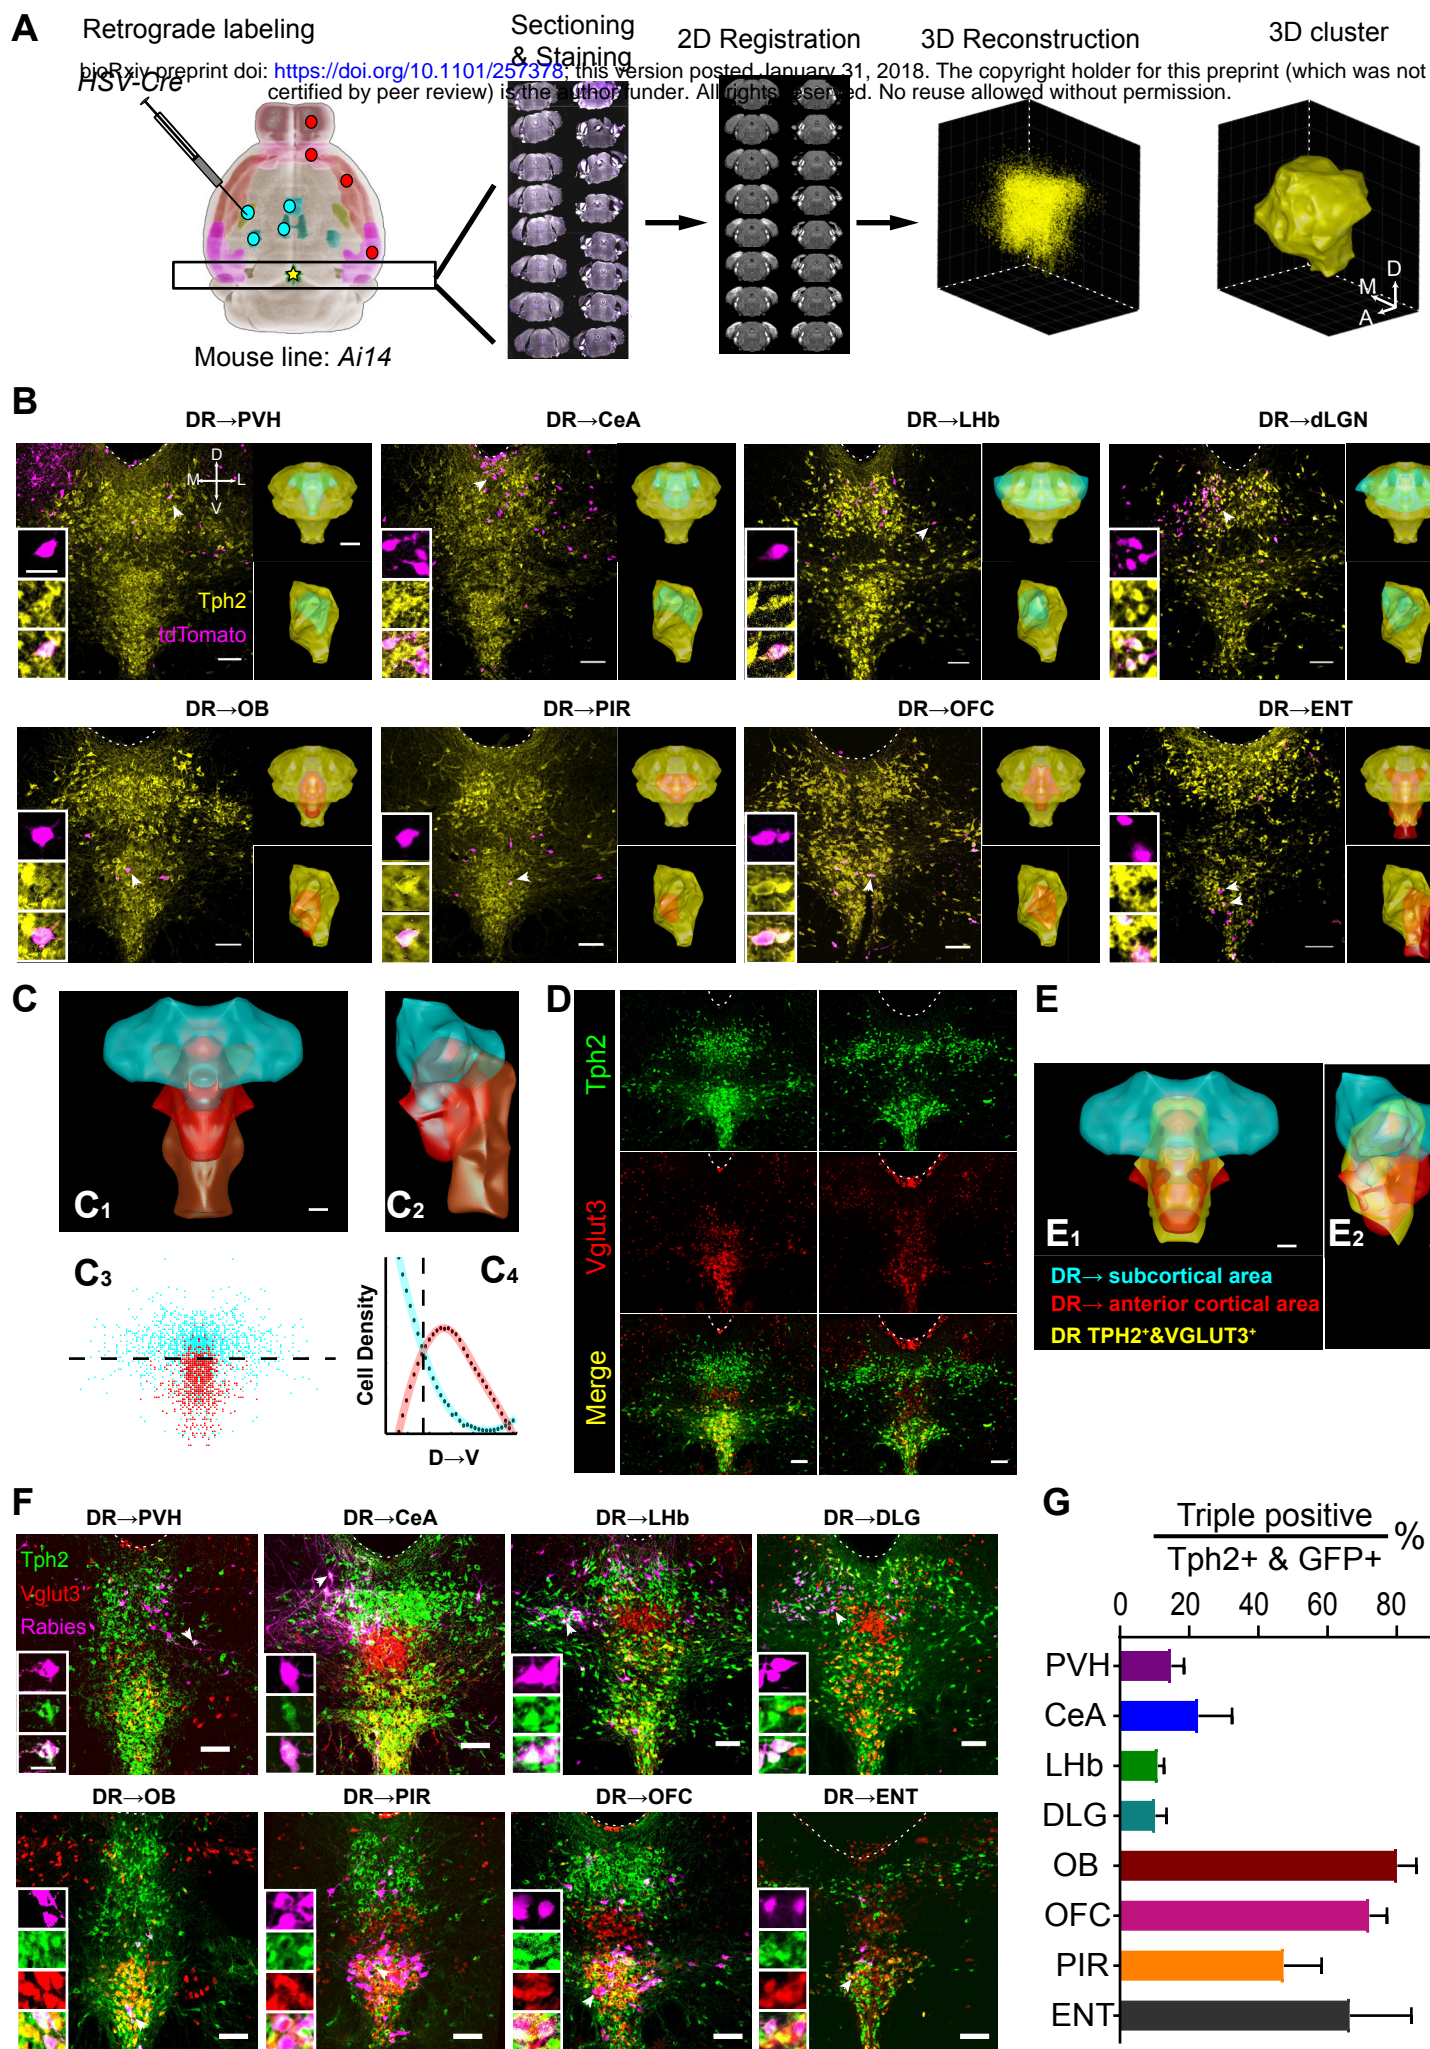 A
Retrograde labeling
Sectioning
& Staining
2D Registration
3D Reconstruction
3D cluster
bioRxiv preprint doi: https://doi.org/10.1101/257378; this version posted January 31, 2018. The copyright holder for this preprint (which was not
certified by peer review) is the author/funder. All rights reserved. No reuse allowed without permission.
HSV-Cre
D
M
A
Mouse line: Ai14
B
DR→PVH
DR→CeA
DR→LHb
DR→dLGN
D
M
L
V
Tph2
tdTomato
DR→OB
DR→PIR
DR→OFC
DR→ENT
C
D
E
C1
C2
C3
C4
Cell Density
D→V
Tph2
Vglut3
Merge
E1
E2
DR→ subcortical area
DR→ anterior cortical area
DR TPH2+&VGLUT3+
F
DR→PVH
DR→CeA
DR→LHb
DR→DLG
Tph2
Vglut3
Rabies
DR→OB
DR→PIR
DR→OFC
DR→ENT
G
Triple positive
Tph2+ & GFP+
%
0 20 40 60 80
PVH
CeA
LHb
DLG
OB
OFC
PIR
ENT